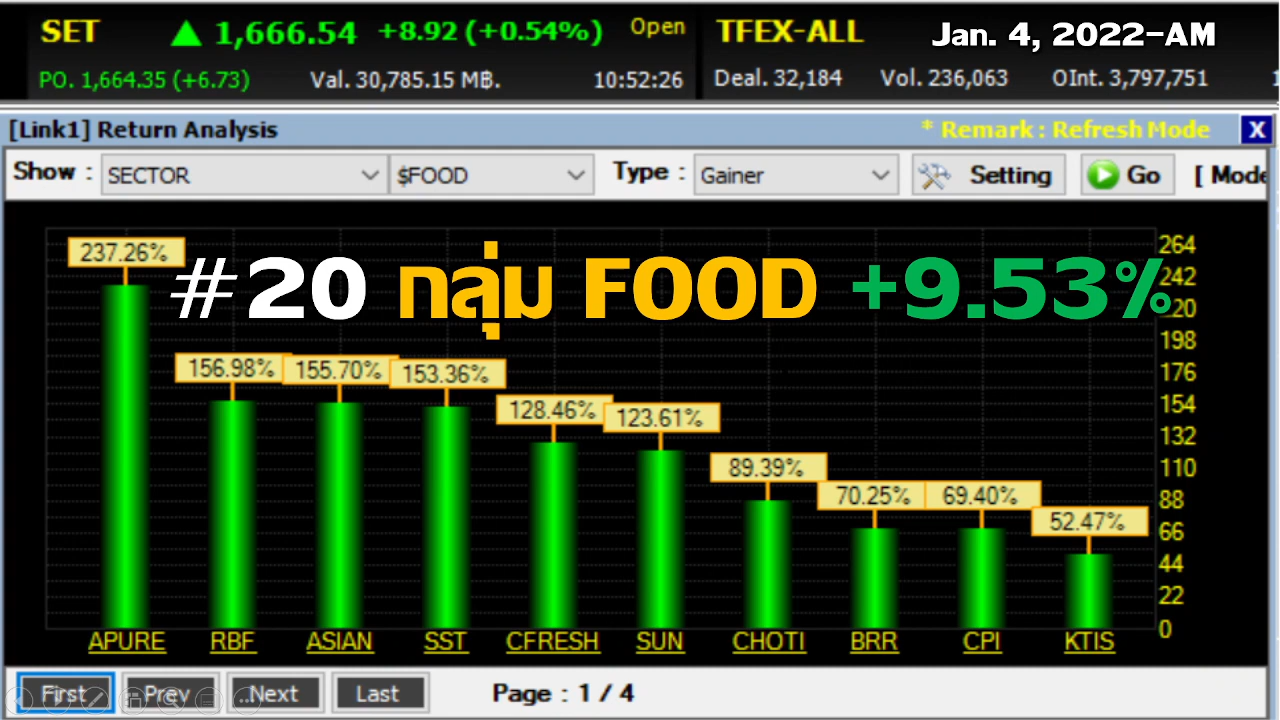 SET ▲ 1,666.54 +8.92 (+0.54%) Open TFEX-ALL Jan. 4, 2022-AM
PO. 1,664.35 (+6.73) Val. 30,785.15 M฿. 10:52:26 Deal. 32,184 Vol. 236,063 OInt. 3,797,751
[Link1] Return Analysis * Remark : Refresh Mode X
Show : SECTOR $FOOD Type : Gainer Setting Go [ Mode
#20 กลุ่ม FOOD +9.53%
237.26%
156.98% 155.70% 153.36%
128.46% 123.61%
89.39%
70.25% 69.40%
52.47%
264
242
220
198
176
154
132
110
88
66
44
22
0
APURE RBF ASIAN SST CFRESH SUN CHOTI BRR CPI KTIS
First Prev ..Next Last Page : 1 / 4